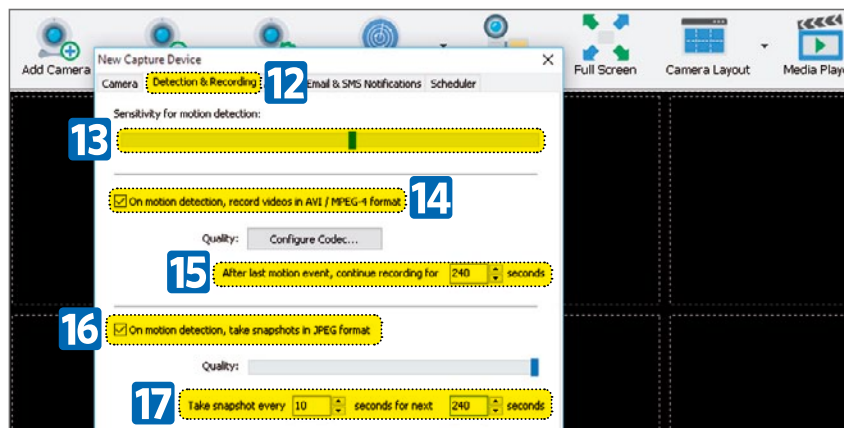 Add Camera
Full Screen
Camera Layout
Media Play
New Capture Device
Camera
Detection & Recording
12
Email & SMS Notifications
Scheduler
Sensitivity for motion detection:
13
On motion detection, record videos in AVI / MPEG-4 format
14
Quality: Configure Codec...
15
After last motion event, continue recording for 240 seconds
16
On motion detection, take snapshots in JPEG format
Quality:
17
Take snapshot every 10 seconds for next 240 seconds